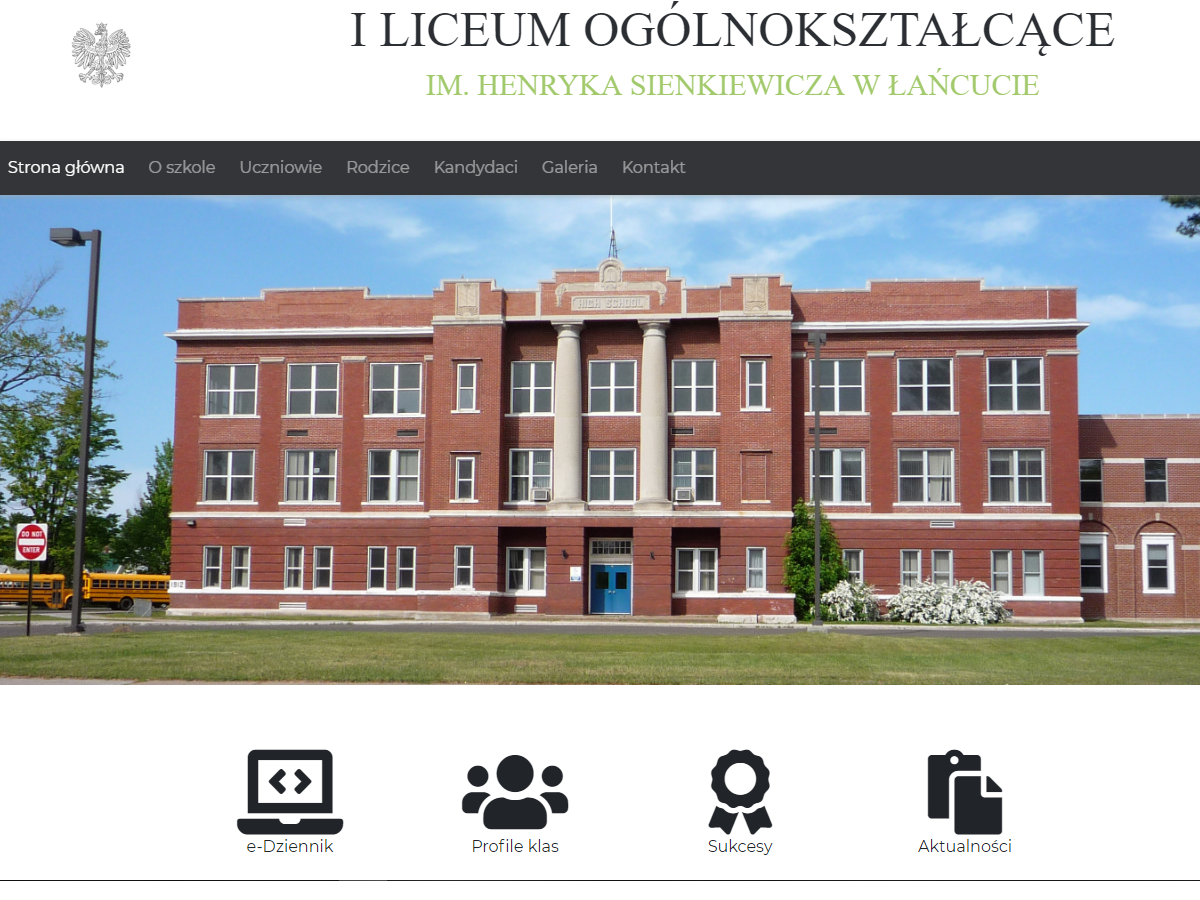 I LICEUM OGÓLNOKSZTAŁCĄCE
IM. HENRYKA SIENKIEWICZA W ŁAŃCUCIE
Strona główna O szkole Uczniowie Rodzice Kandydaci Galeria Kontakt
HIGH SCHOOL
DO NOT
ENTER
1912
e-Dziennik Profile klas Sukcesy Aktualności